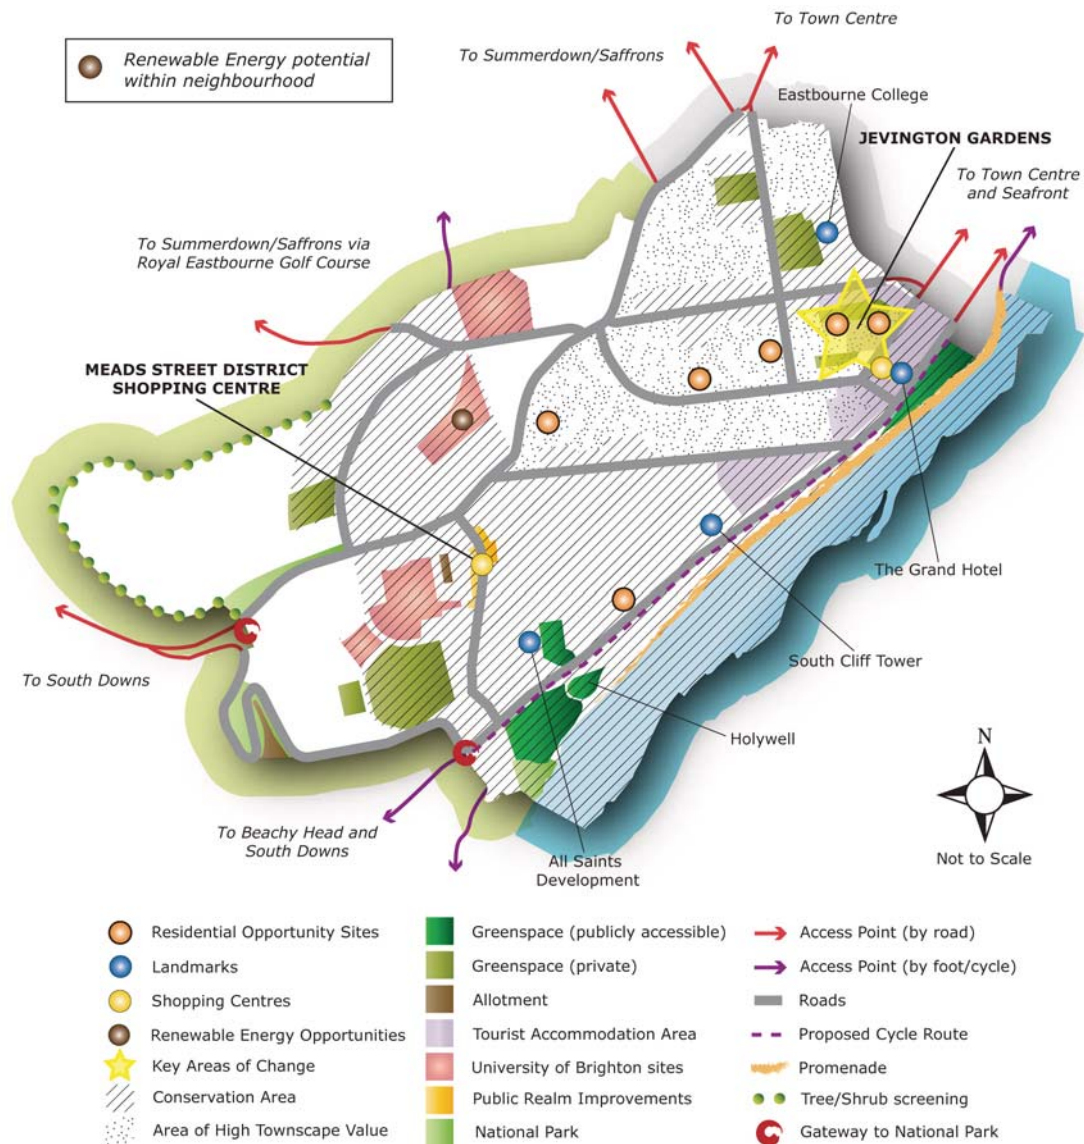 Renewable Energy potential
within neighbourhood
To Town Centre
To Summerdown/Saffrons
Eastbourne College
JEVINGTON GARDENS
To Town Centre
and Seafront
To Summerdown/Saffrons via
Royal Eastbourne Golf Course
MEADS STREET DISTRICT
SHOPPING CENTRE
The Grand Hotel
South Cliff Tower
To South Downs
Holywell
N
To Beachy Head and
South Downs
All Saints
Development
Not to Scale
Residential Opportunity Sites
Landmarks
Shopping Centres
Renewable Energy Opportunities
Key Areas of Change
Conservation Area
Area of High Townscape Value
Greenspace (publicly accessible)
Greenspace (private)
Allotment
Tourist Accommodation Area
University of Brighton sites
Public Realm Improvements
National Park
Access Point (by road)
Access Point (by foot/cycle)
Roads
Proposed Cycle Route
Promenade
Tree/Shrub screening
Gateway to National Park